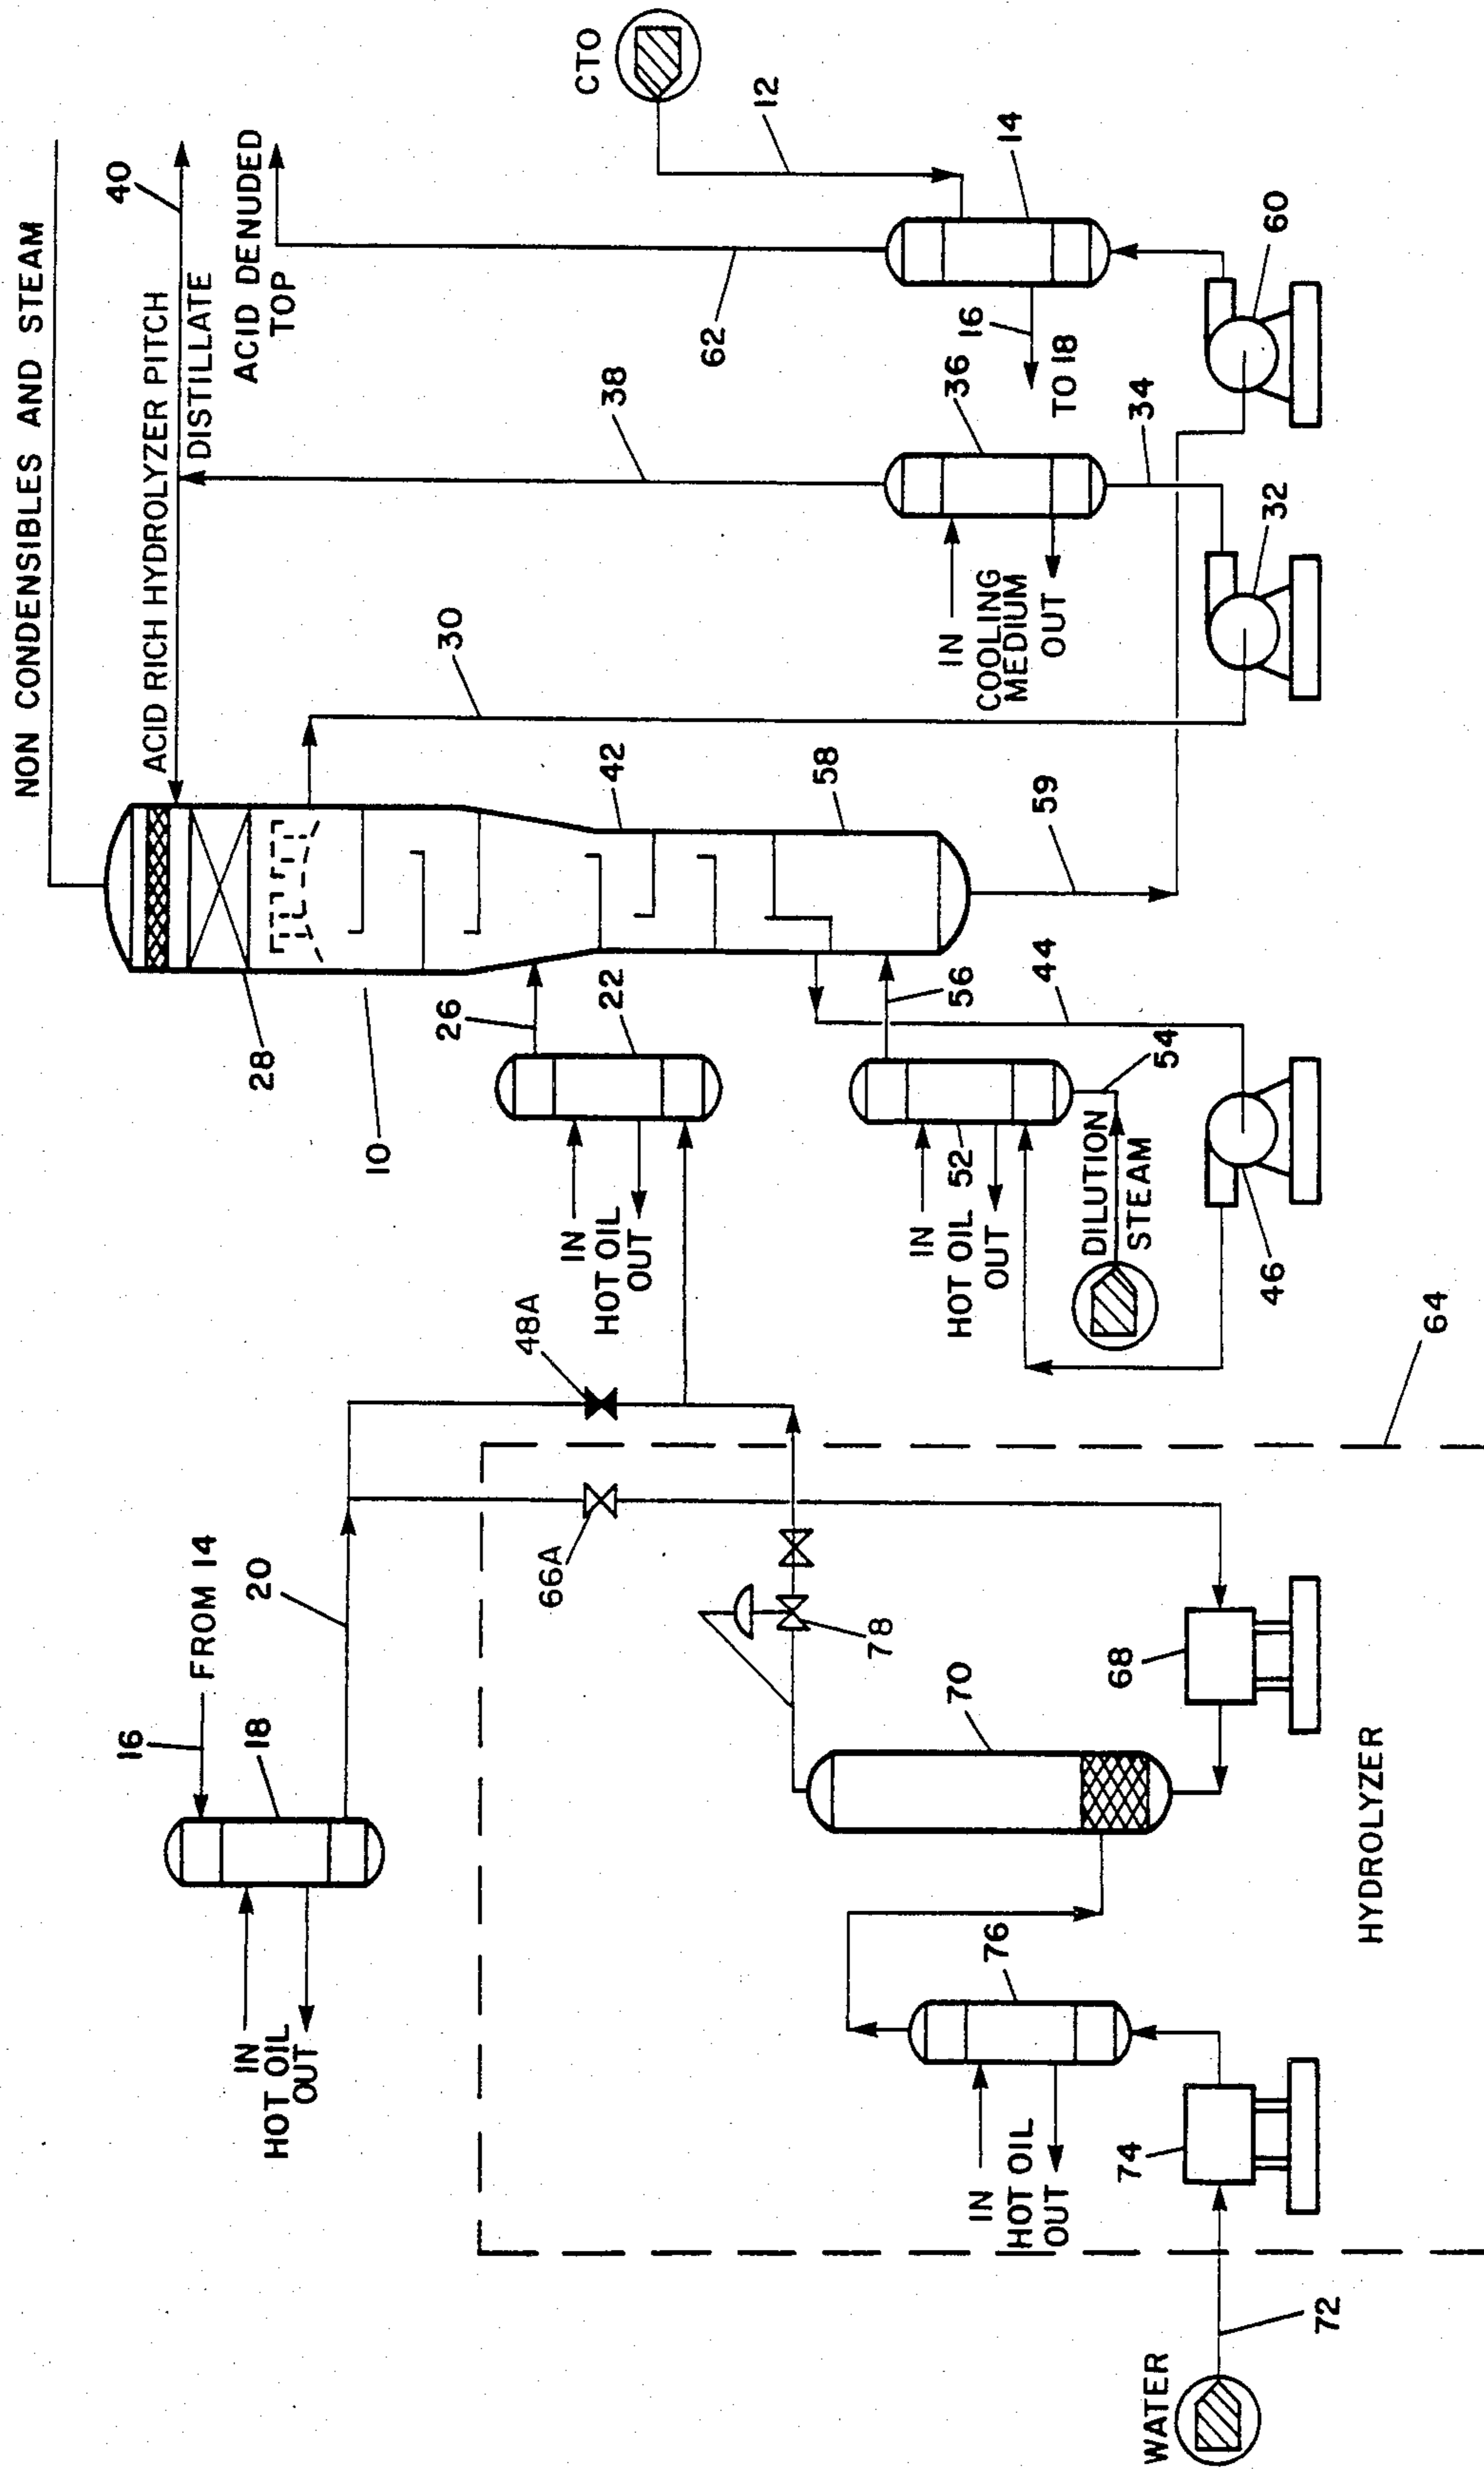 NON CONDENSIBLES AND STEAM
40
ACID RICH HYDROLYZER PITCH
DISTILLATE
ACID DENUDED
TOP
CTO
12
14
16
TO 18
60
62
38
36
34
32
IN
COOLING
MEDIUM
OUT
30
42
58
59
28
10
26
22
56
44
54
IN
HOT OIL
OUT
IN
HOT OIL 52
OUT
DILUTION
STEAM
46
64
48A
66A
FROM 14
20
16
18
IN
HOT OIL
OUT
78
70
68
76
IN
HOT OIL
OUT
74
HYDROLYZER
WATER
72